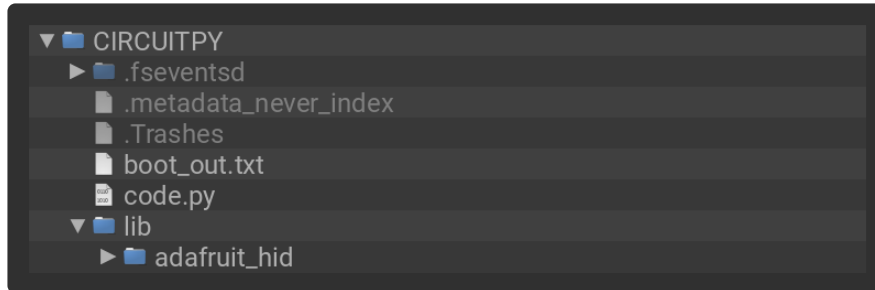 CIRCUITPY
.fseventsd
.metadata_never_index
.Trashes
boot_out.txt
code.py
lib
adafruit_hid